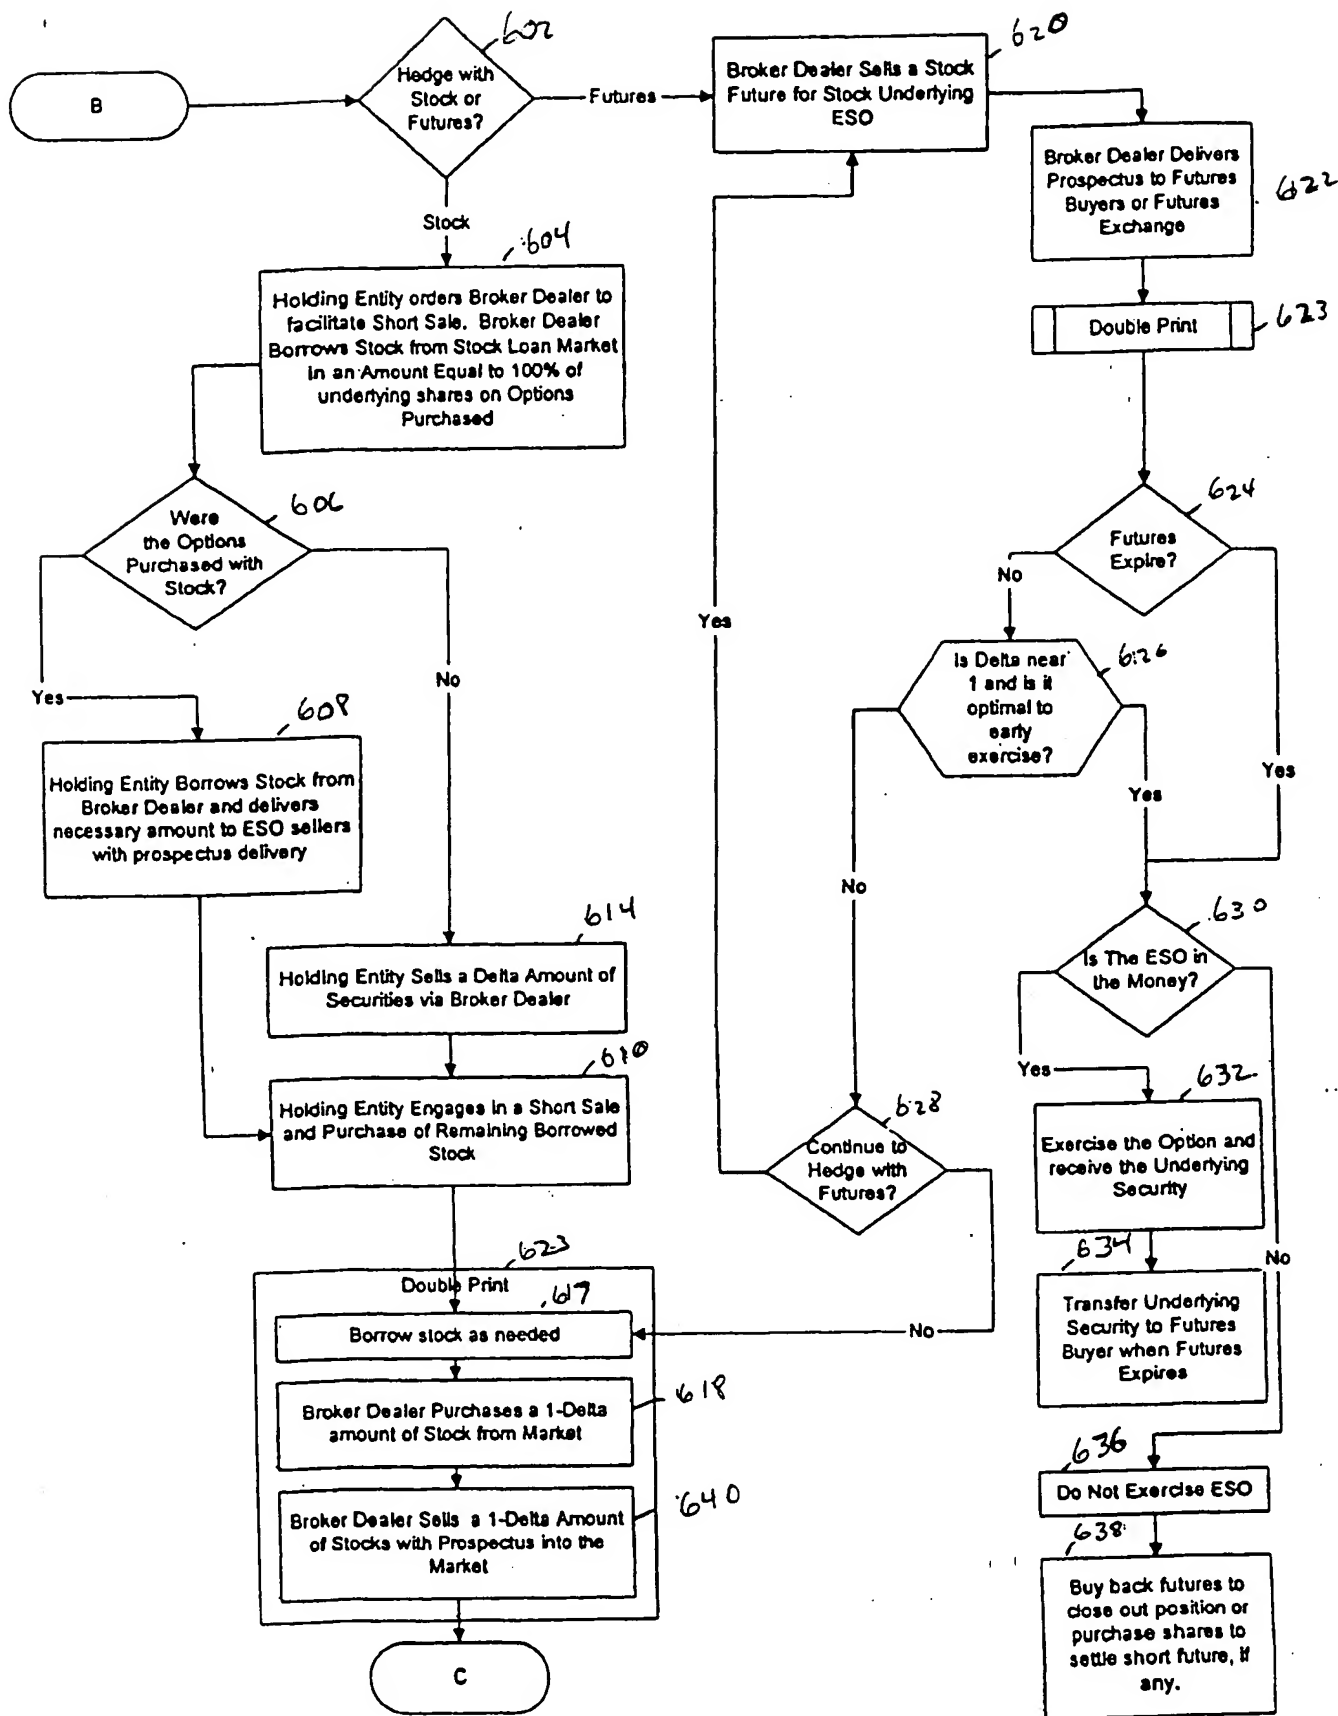 602
B
Hedge with
Stock or
Futures?
Futures
620
Broker Dealer Sells a Stock
Future for Stock Underlying
ESO
Broker Dealer Delivers
Prospectus to Futures
Buyers or Futures
Exchange
622
Stock
604
Holding Entity orders Broker Dealer to
facilitate Short Sale. Broker Dealer
Borrows Stock from Stock Loan Market
in an Amount Equal to 100% of
underlying shares on Options
Purchased
Double Print
623
606
Were
the Options
Purchased with
Stock?
624
Futures
Expire?
No
Yes
Yes
No
Yes
626
Is Delta near
1 and is it
optimal to
early
exercise?
Yes
No
608
Holding Entity Borrows Stock from
Broker Dealer and delivers
necessary amount to ESO sellers
with prospectus delivery
614
Holding Entity Sells a Delta Amount of
Securities via Broker Dealer
610
Holding Entity Engages in a Short Sale
and Purchase of Remaining Borrowed
Stock
628
Continue to
Hedge with
Futures?
No
630
Is The ESO in
the Money?
Yes
No
632
Exercise the Option and
receive the Underlying
Security
634
Transfer Underlying
Security to Futures
Buyer when Futures
Expires
623
Double Print
617
Borrow stock as needed
618
Broker Dealer Purchases a 1-Delta
amount of Stock from Market
640
Broker Dealer Sells a 1-Delta Amount
of Stocks with Prospectus into the
Market
C
636
Do Not Exercise ESO
638
Buy back futures to
close out position or
purchase shares to
settle short future, if
any.